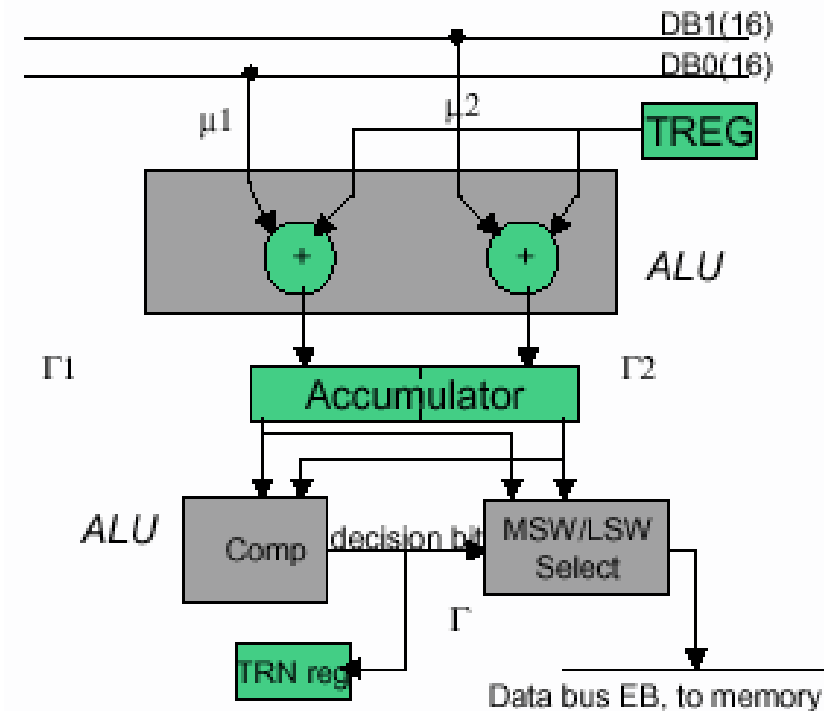 DB1(16)
DB0(16)
μ1
μ2
TREG
+
+
ALU
Γ1
Γ2
Accumulator
ALU
Comp
decision bit
MSW/LSW
Select
Γ
TRN reg
Data bus EB, to memory